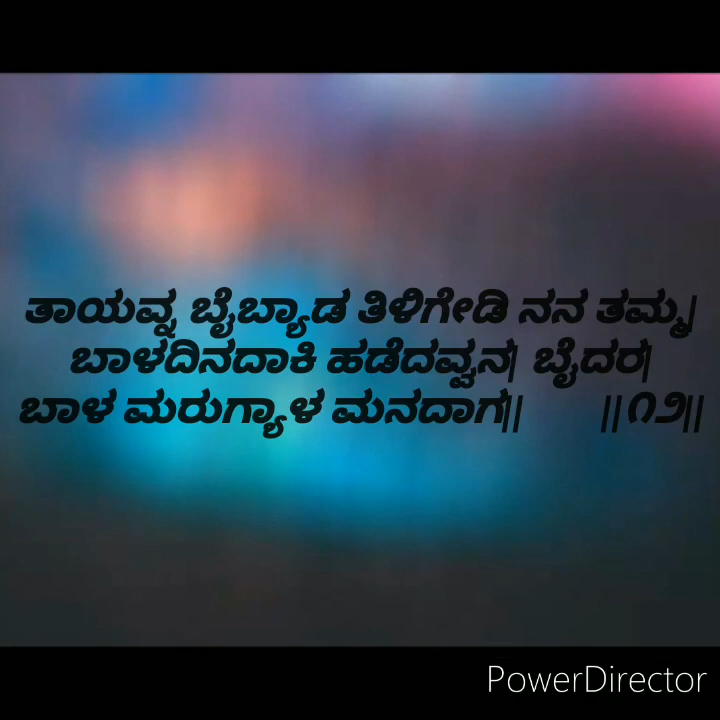 ತಾಯವ್ನ ಬೈಬ್ಯಾಡ ತಿಳಿಗೇಡಿ ನನ ತಮ್ಮ|
ಬಾಳದಿನದಾಕಿ ಹಡೆದವ್ವನ| ಬೈದರ|
ಬಾಳ ಮರುಗ್ಯಾಳ ಮನದಾಗ|| ||೧೨||
PowerDirector